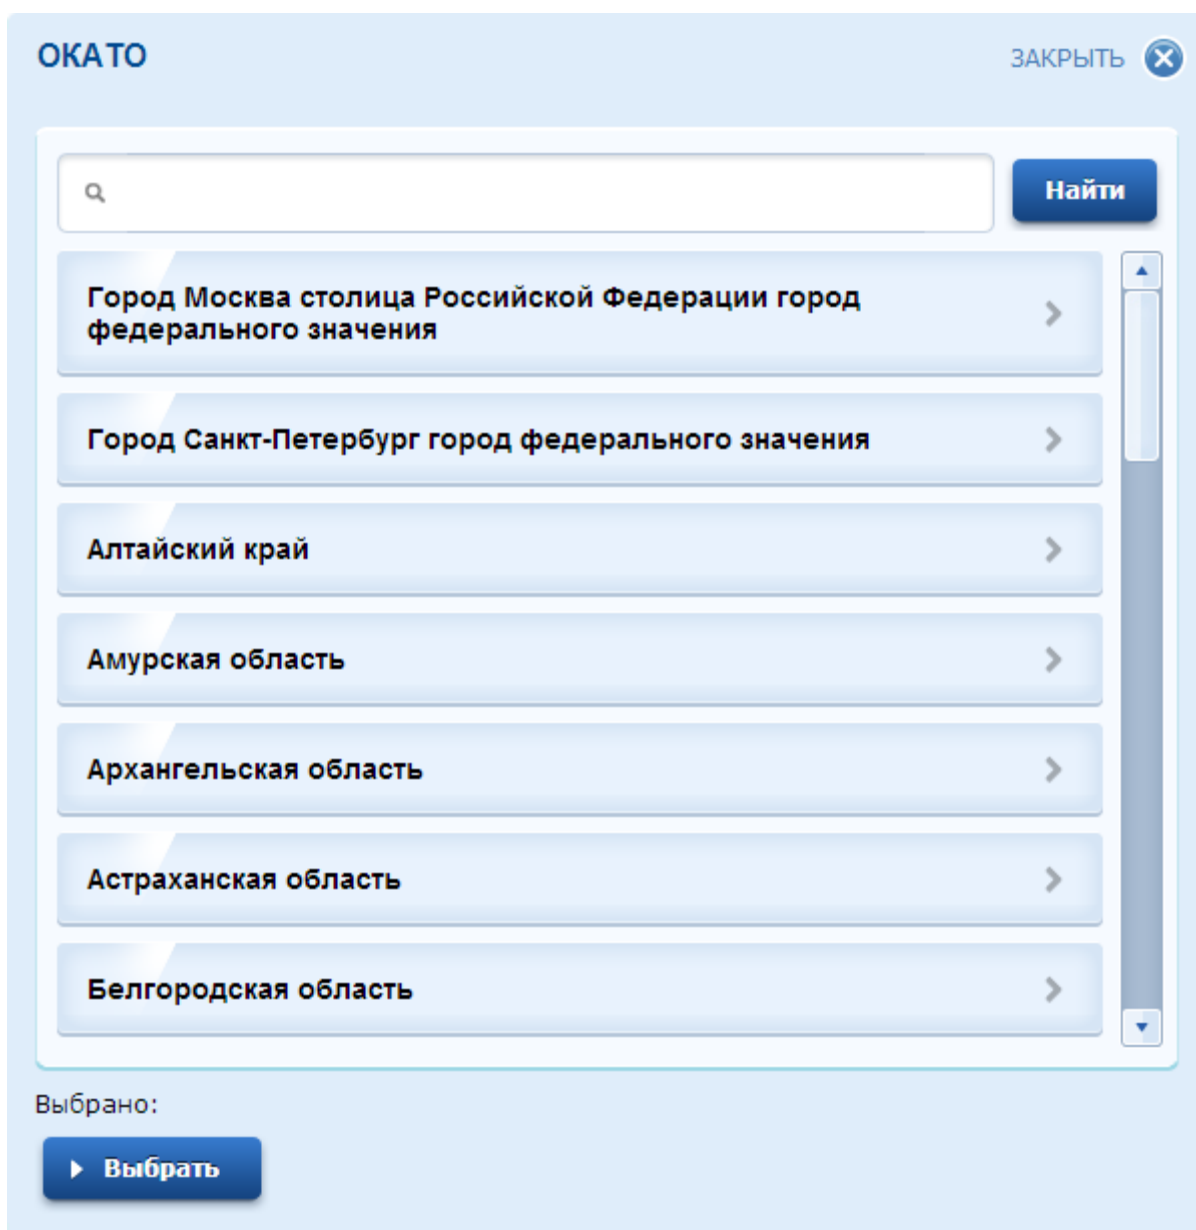 ОКАТО
ЗАКРЫТЬ
Найти
Город Москва столица Российской Федерации город
федерального значения
Город Санкт-Петербург город федерального значения
Алтайский край
Амурская область
Архангельская область
Астраханская область
Белгородская область
Выбрано:
Выбрать